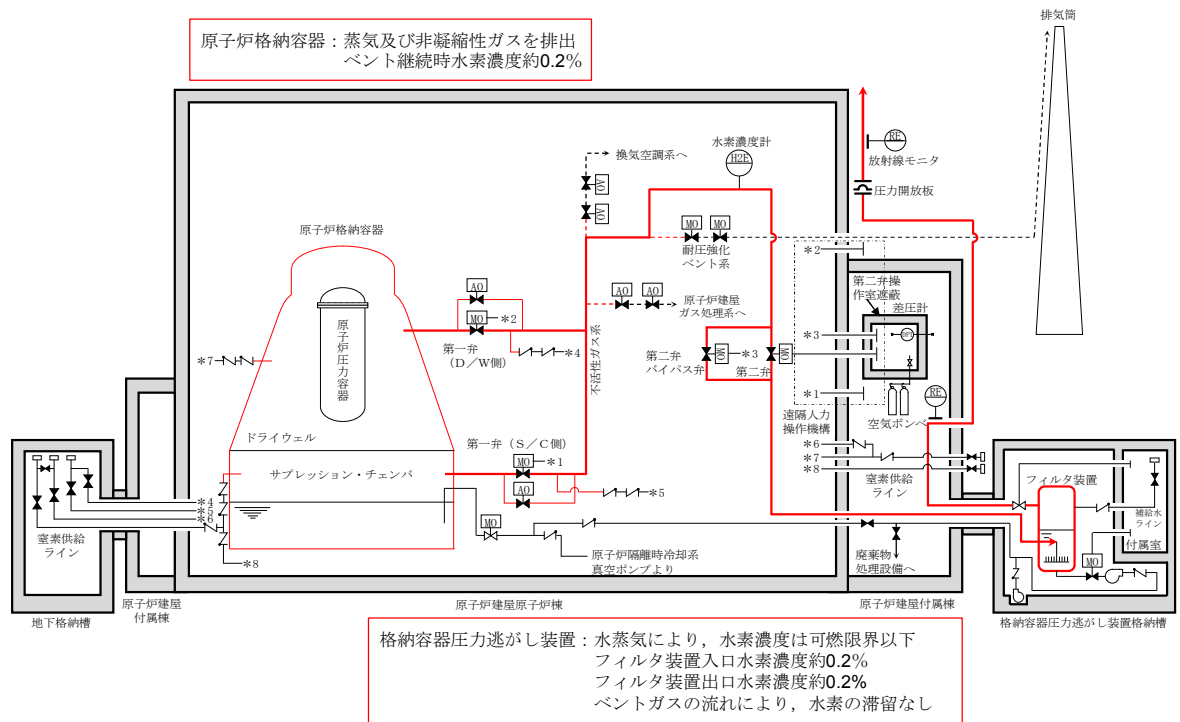 排気筒
原子炉格納容器：蒸気及び非凝縮性ガスを排出
ベント継続時水素濃度約0.2%
水素濃度計
H2E
RE
放射線モニタ
換気空調系へ
AO
AO
圧力開放板
原子炉格納容器
MO
MO
耐圧強化
ベント系
＊2
第二弁操
作室遮蔽
差圧計
AO
AO
AO
原子炉建屋
ガス処理系へ
MO
＊2
原子炉圧力容器
＊3
DPI
＊7
＊4
第一弁
（D／W側）
不活性ガス系
MO
＊3
MO
第二弁
バイパス弁
第二弁
＊1
RE
遠隔人力
操作機構
空気ボンベ
ドライウェル
第一弁（S／C側）
＊6
＊7
＊8
MO
＊1
サプレッション・チェンバ
窒素供給
ライン
フィルタ装置
AO
＊5
＊4
＊5
＊6
補給水
ライン
MO
窒素供給
ライン
付属室
原子炉隔離時冷却系
真空ポンプより
廃棄物
処理設備へ
MO
＊8
原子炉建屋
付属棟
原子炉建屋原子炉棟
原子炉建屋付属棟
地下格納槽
格納容器圧力逃がし装置格納槽
格納容器圧力逃がし装置：水蒸気により，水素濃度は可燃限界以下
フィルタ装置入口水素濃度約0.2%
フィルタ装置出口水素濃度約0.2%
ベントガスの流れにより，水素の滞留なし